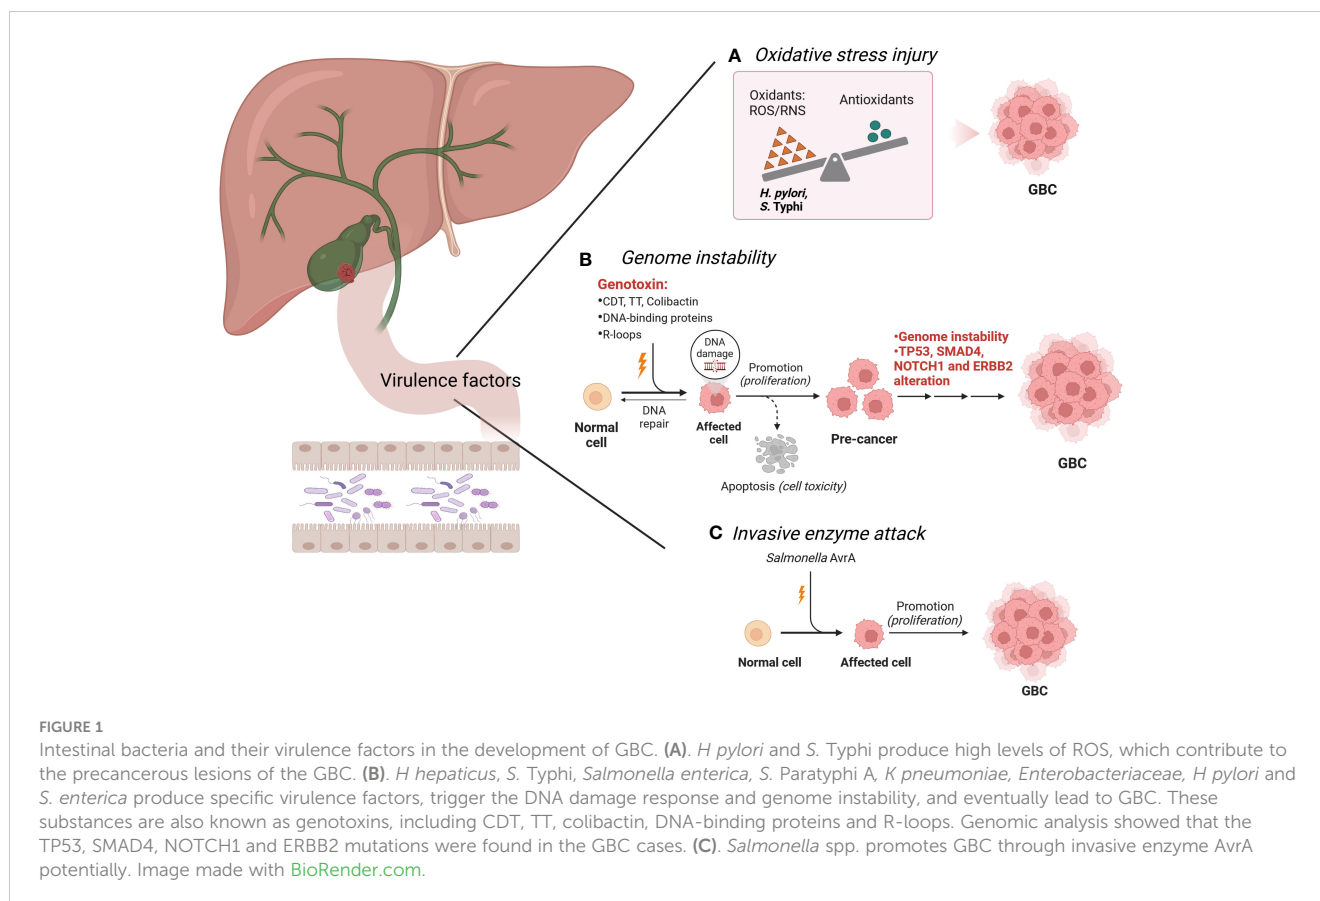 A Oxidative stress injury
Oxidants:
ROS/RNS
Antioxidants
H. pylori,
S. Typhi
GBC
B Genome instability
Genotoxin:
•CDT, TT, Colibactin
•DNA-binding proteins
•R-loops
DNA
damage
Promotion
(proliferation)
•Genome instability
•TP53, SMAD4,
NOTCH1 and ERBB2
alteration
Virulence factors
DNA
repair
Normal
cell
Affected
cell
Pre-cancer
GBC
Apoptosis (cell toxicity)
C Invasive enzyme attack
Salmonella AvrA
Promotion
(proliferation)
Normal cell
Affected cell
GBC
FIGURE 1
Intestinal bacteria and their virulence factors in the development of GBC. (A). H pylori and S. Typhi produce high levels of ROS, which contribute to
the precancerous lesions of the GBC. (B). H hepaticus, S. Typhi, Salmonella enterica, S. Paratyphi A, K pneumoniae, Enterobacteriaceae, H pylori and
S. enterica produce specific virulence factors, trigger the DNA damage response and genome instability, and eventually lead to GBC. These
substances are also known as genotoxins, including CDT, TT, colibactin, DNA-binding proteins and R-loops. Genomic analysis showed that the
TP53, SMAD4, NOTCH1 and ERBB2 mutations were found in the GBC cases. (C). Salmonella spp. promotes GBC through invasive enzyme AvrA
potentially. Image made with BioRender.com.